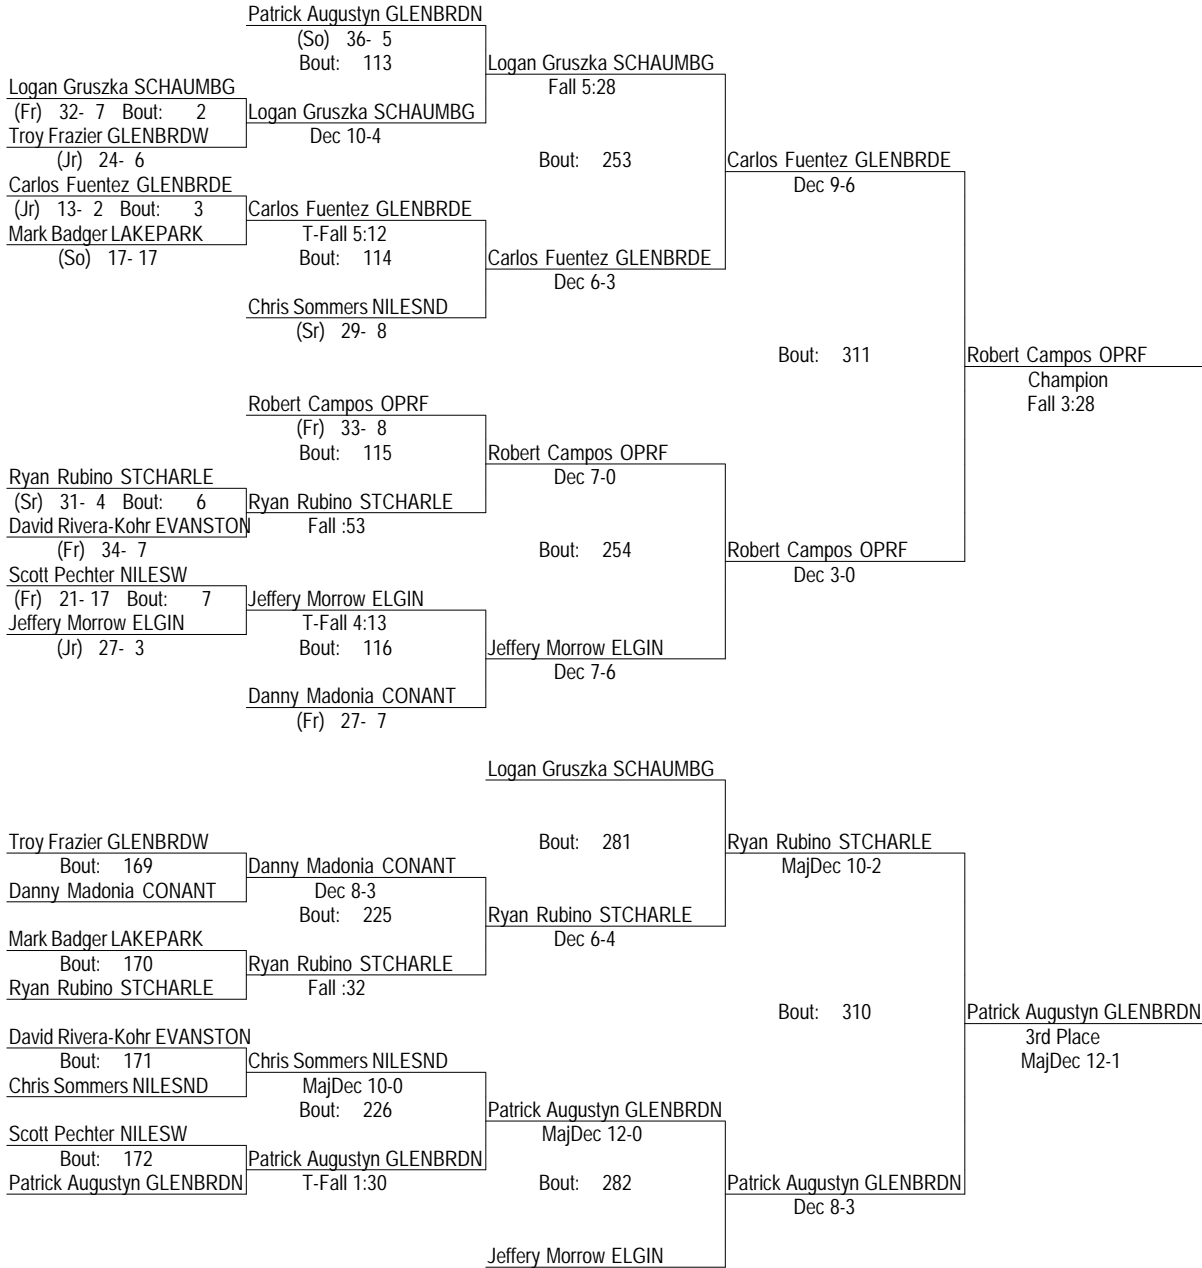 Patrick Augustyn GLENBRDN
(So) 36- 5
Bout: 113
Logan Gruszka SCHAUMBG
Fall 5:28
Logan Gruszka SCHAUMBG
(Fr) 32- 7 Bout: 2
Logan Gruszka SCHAUMBG
Troy Frazier GLENBRDW
Dec 10-4
(Jr) 24- 6
Bout: 253
Carlos Fuentez GLENBRDE
Dec 9-6
Carlos Fuentez GLENBRDE
(Jr) 13- 2 Bout: 3
Carlos Fuentez GLENBRDE
Mark Badger LAKEPARK
T-Fall 5:12
(So) 17- 17
Bout: 114
Carlos Fuentez GLENBRDE
Dec 6-3
Chris Sommers NILESND
(Sr) 29- 8
Bout: 311
Robert Campos OPRF
Champion
Fall 3:28
Robert Campos OPRF
(Fr) 33- 8
Bout: 115
Robert Campos OPRF
Dec 7-0
Ryan Rubino STCHARLE
(Sr) 31- 4 Bout: 6
Ryan Rubino STCHARLE
David Rivera-Kohr EVANSTON
Fall :53
(Fr) 34- 7
Bout: 254
Robert Campos OPRF
Dec 3-0
Scott Pechter NILESW
(Fr) 21- 17 Bout: 7
Jeffery Morrow ELGIN
Jeffery Morrow ELGIN
T-Fall 4:13
(Jr) 27- 3
Bout: 116
Jeffery Morrow ELGIN
Dec 7-6
Danny Madonia CONANT
(Fr) 27- 7
Logan Gruszka SCHAUMBG
Troy Frazier GLENBRDW
Bout: 281
Ryan Rubino STCHARLE
Bout: 169
Danny Madonia CONANT
MajDec 10-2
Danny Madonia CONANT
Dec 8-3
Bout: 225
Ryan Rubino STCHARLE
Dec 6-4
Mark Badger LAKEPARK
Bout: 170
Ryan Rubino STCHARLE
Ryan Rubino STCHARLE
Fall :32
Bout: 310
Patrick Augustyn GLENBRDN
3rd Place
MajDec 12-1
David Rivera-Kohr EVANSTON
Bout: 171
Chris Sommers NILESND
Chris Sommers NILESND
MajDec 10-0
Bout: 226
Patrick Augustyn GLENBRDN
MajDec 12-0
Scott Pechter NILESW
Bout: 172
Patrick Augustyn GLENBRDN
Patrick Augustyn GLENBRDN
T-Fall 1:30
Bout: 282
Patrick Augustyn GLENBRDN
Dec 8-3
Jeffery Morrow ELGIN